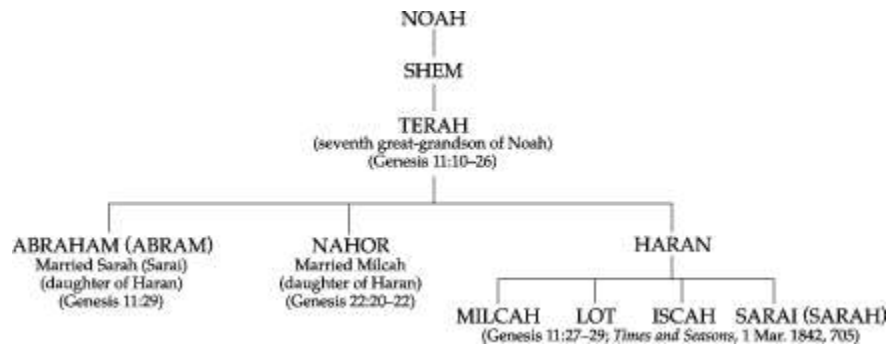 NOAH
SHEM
TERAH
(seventh great-grandson of Noah)
(Genesis 11:10–26)
ABRAHAM (ABRAM)
Married Sarah (Sarai)
(daughter of Haran)
(Genesis 11:29)
NAHOR
Married Milcah
(daughter of Haran)
(Genesis 22:20–22)
HARAN
MILCAH LOT ISCAH SARAI (SARAH)
(Genesis 11:27–29; Times and Seasons, 1 Mar. 1842, 705)